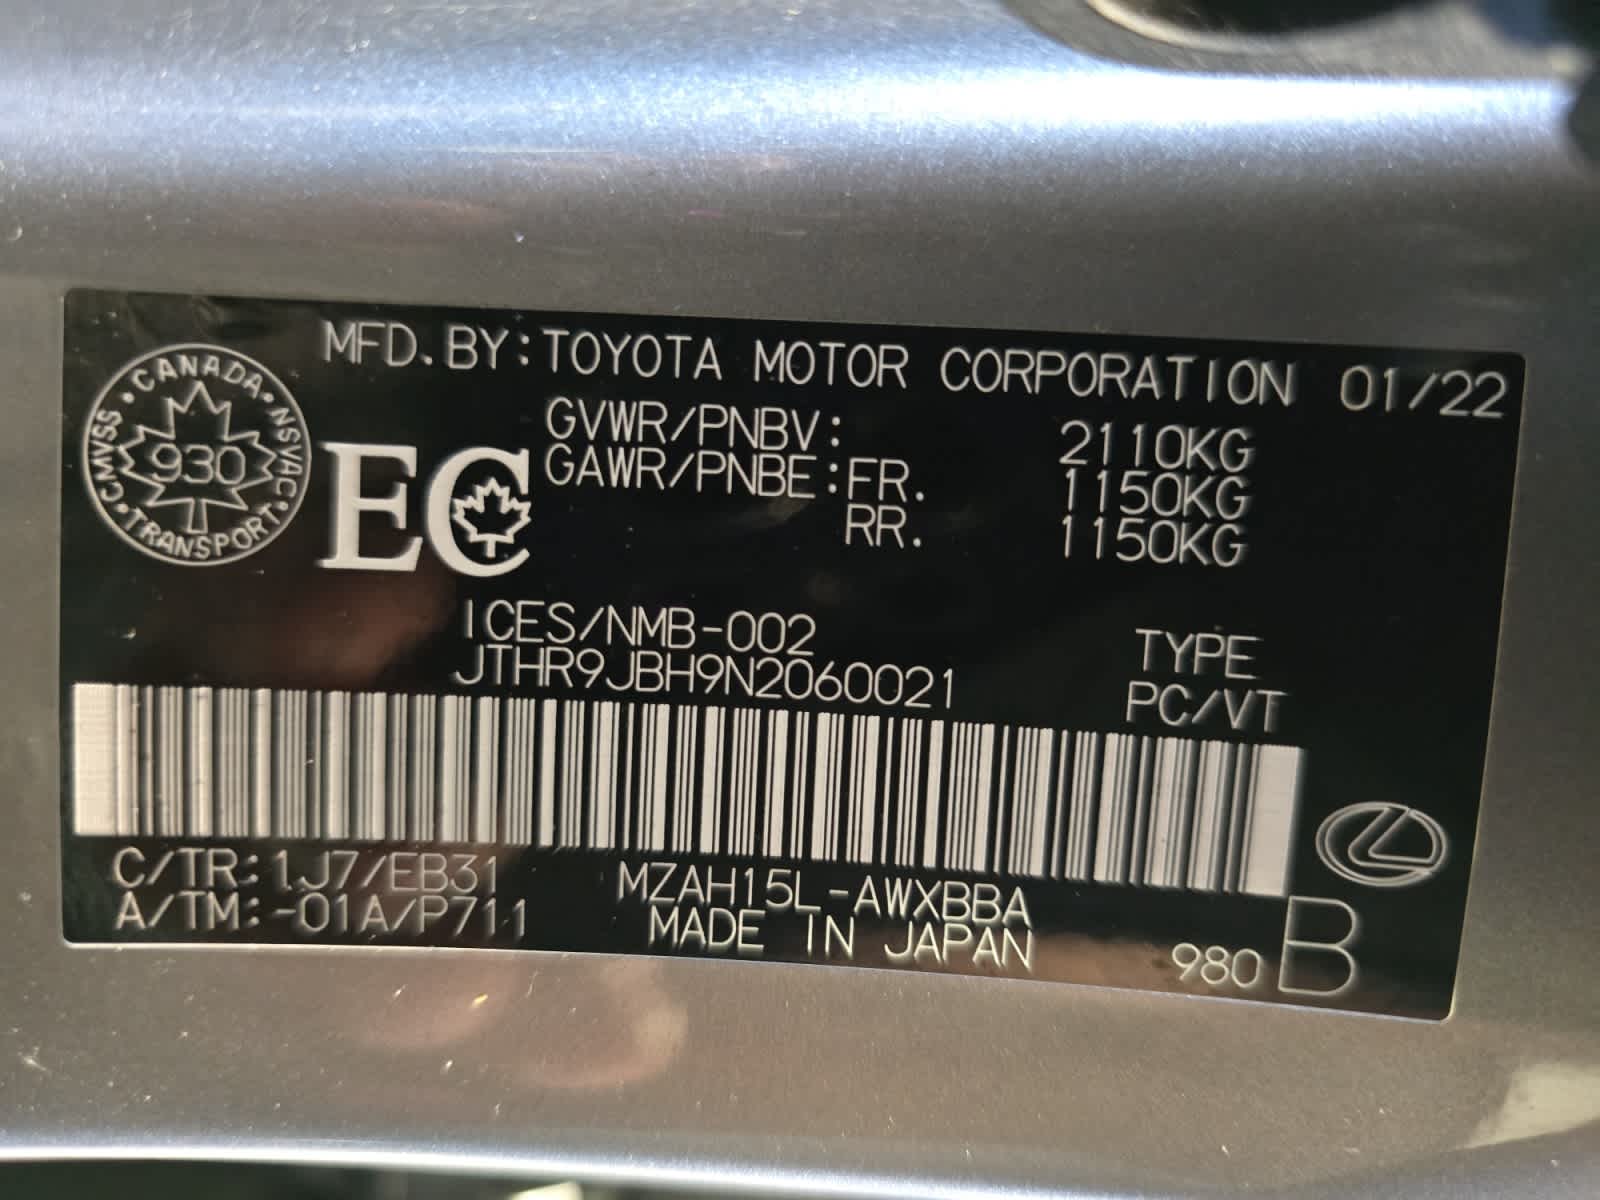 MFD. BY: TOYOTA MOTOR CORPORATION 01/22
CANADA
CMVSS 930 NSVAC
TRANSPORT
EC
GVWR/PNBV: 2110KG
GAWR/PNBE: FR. 1150KG
RR. 1150KG
ICES/NMB-002
JTHR9JBH9N2060021
TYPE
PC/VT
C/TR: 1J7/EB31
A/TM: -01A/P711
MZAH15L-AWXBBA
MADE IN JAPAN
980 B